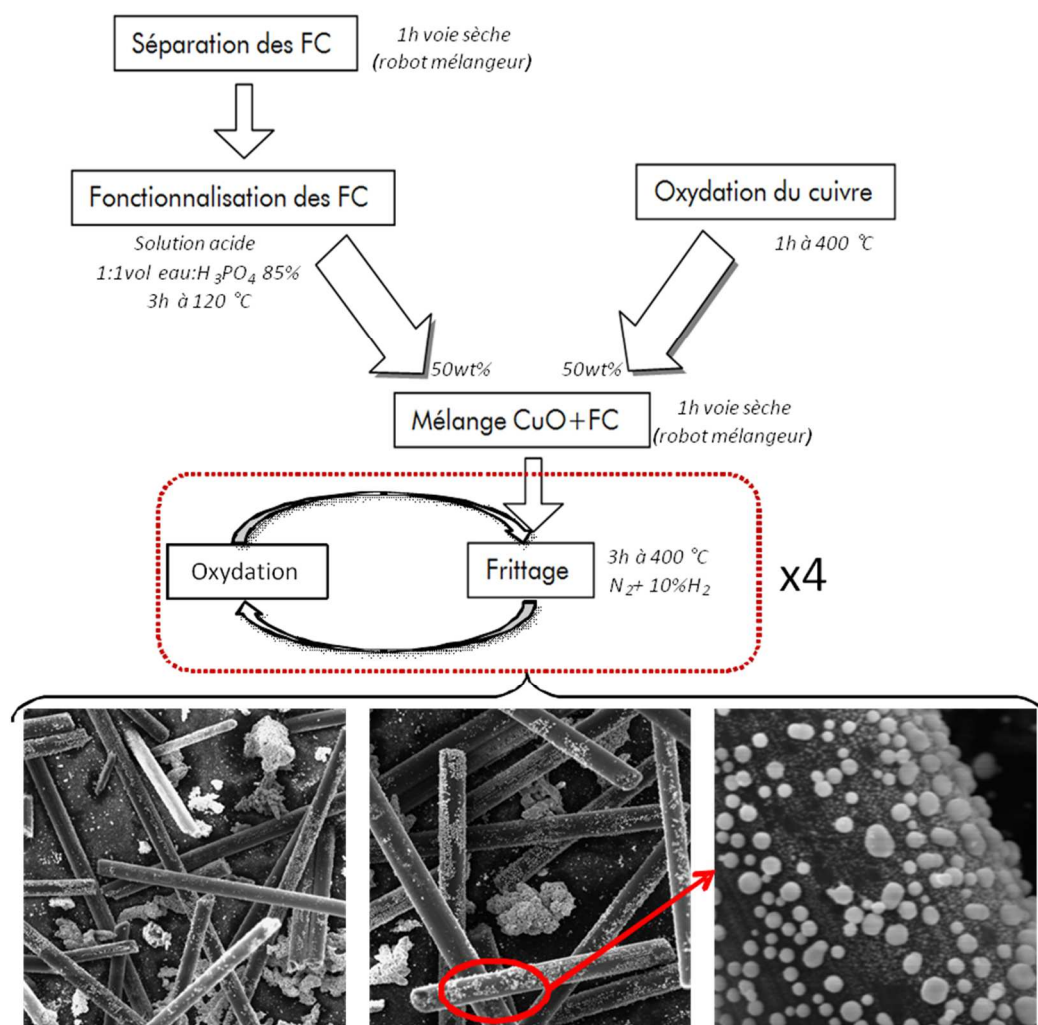 Séparation des FC
1h voie sèche
(robot mélangeur)
Fonctionnalisation des FC
Solution acide
1:1vol eau:H3PO4 85%
3h à 120 °C
Oxydation du cuivre
1h à 400 °C
50wt%
50wt%
Mélange CuO+FC
1h voie sèche
(robot mélangeur)
Oxydation
Frittage
3h à 400 °C
N2+ 10%H2
x4